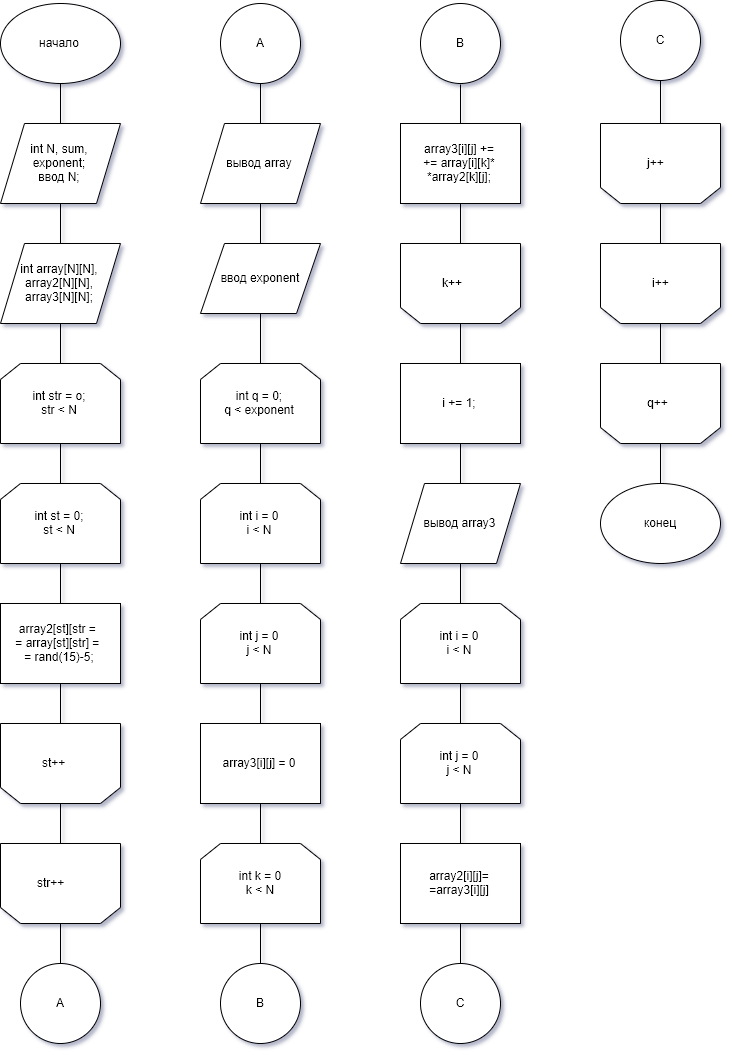 начало
int N, sum,
exponent;
ввод N;
int array[N][N],
array2[N][N],
array3[N][N];
int str = o;
str < N
int st = 0;
st < N
array2[st][str =
= array[st][str] =
= rand(15)-5;
st++
str++
A
A
вывод array
ввод exponent
int q = 0;
q < exponent
int i = 0
i < N
int j = 0
j < N
array3[i][j] = 0
int k = 0
k < N
B
B
array3[i][j] +=
+= array[i][k]*
*array2[k][j];
k++
i += 1;
вывод array3
int i = 0
i < N
int j = 0
j < N
array2[i][j]=
=array3[i][j]
C
C
j++
i++
q++
конец